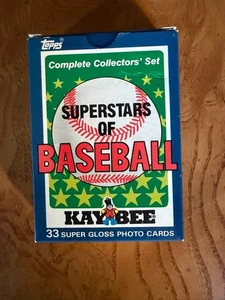 Topps
Complete Collectors' Set
SUPERSTARS
OF
BASEBALL
KAY BEE
33 SUPER GLOSS PHOTO CARDS